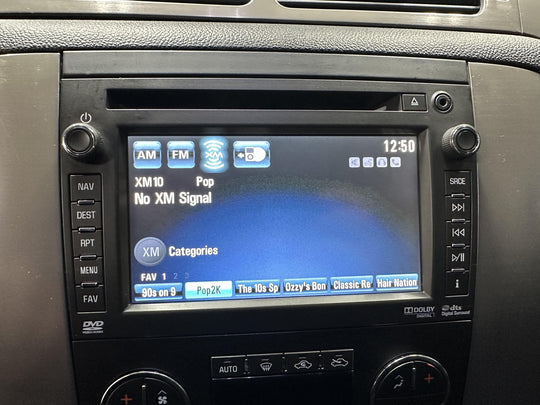 AM FM XM 12:50
XM10 Pop
No XM Signal
XM Categories
FAV 1 2 3
90s on 9 Pop2K The 10s Sp Ozzy's Bon Classic Re Hair Nation
NAV
DEST
RPT
MENU
FAV
SRCE
i
DVD
DOLBY
DIGITAL
dts
Digital Surround
AUTO